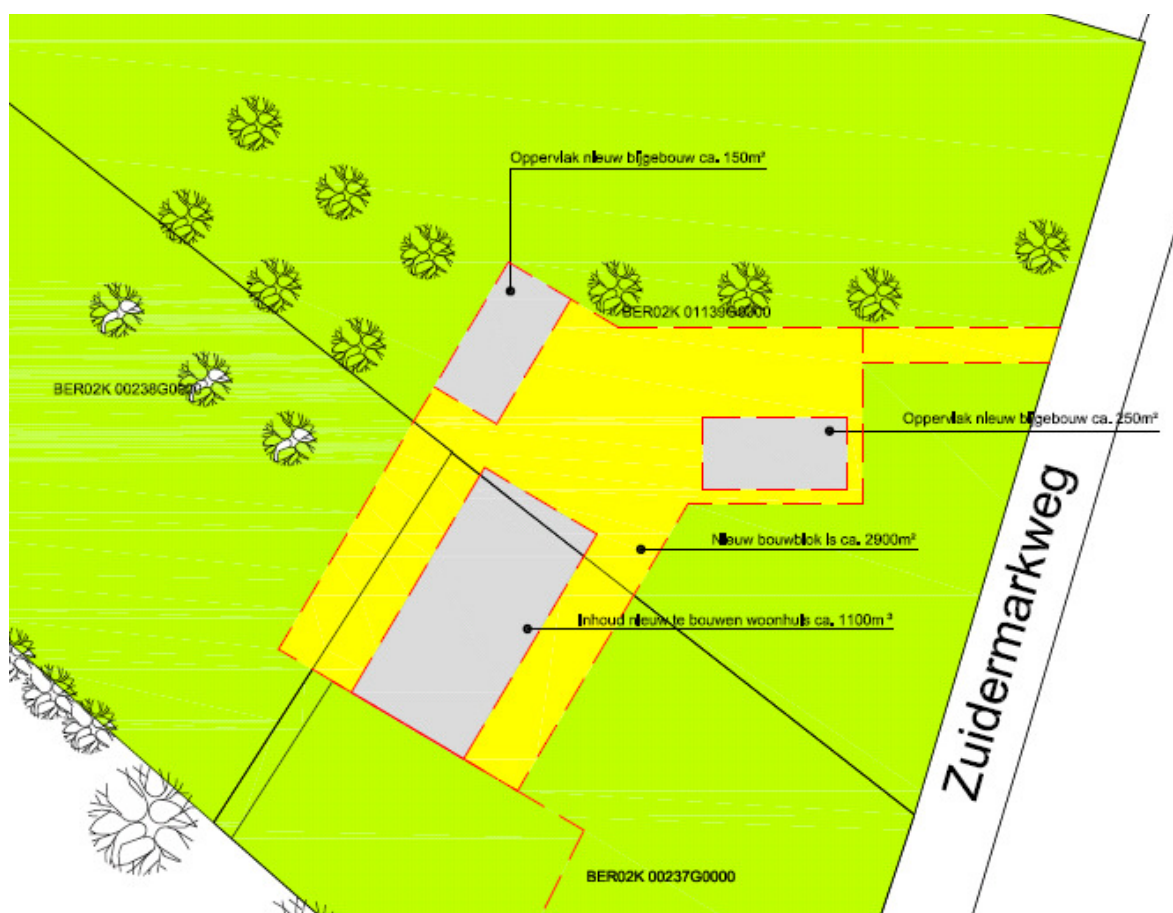 Oppervlak nieuw bijgebouw ca. 150m²
BER02K 01139G0000
BER02K 00238G0000
Oppervlak nieuw bijgebouw ca. 250m²
Nieuw bouwblok is ca. 2900m²
Inhoud nieuw te bouwen woonhuis ca. 1100m³
Zuidermarkweg
BER02K 00237G0000